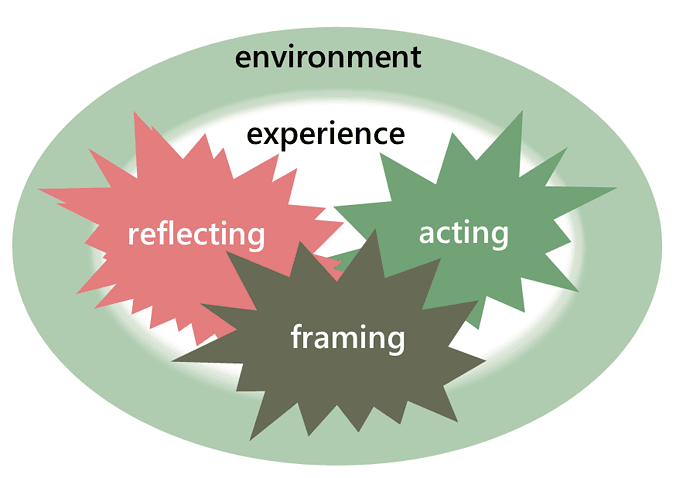 environment
experience
reflecting
acting
framing